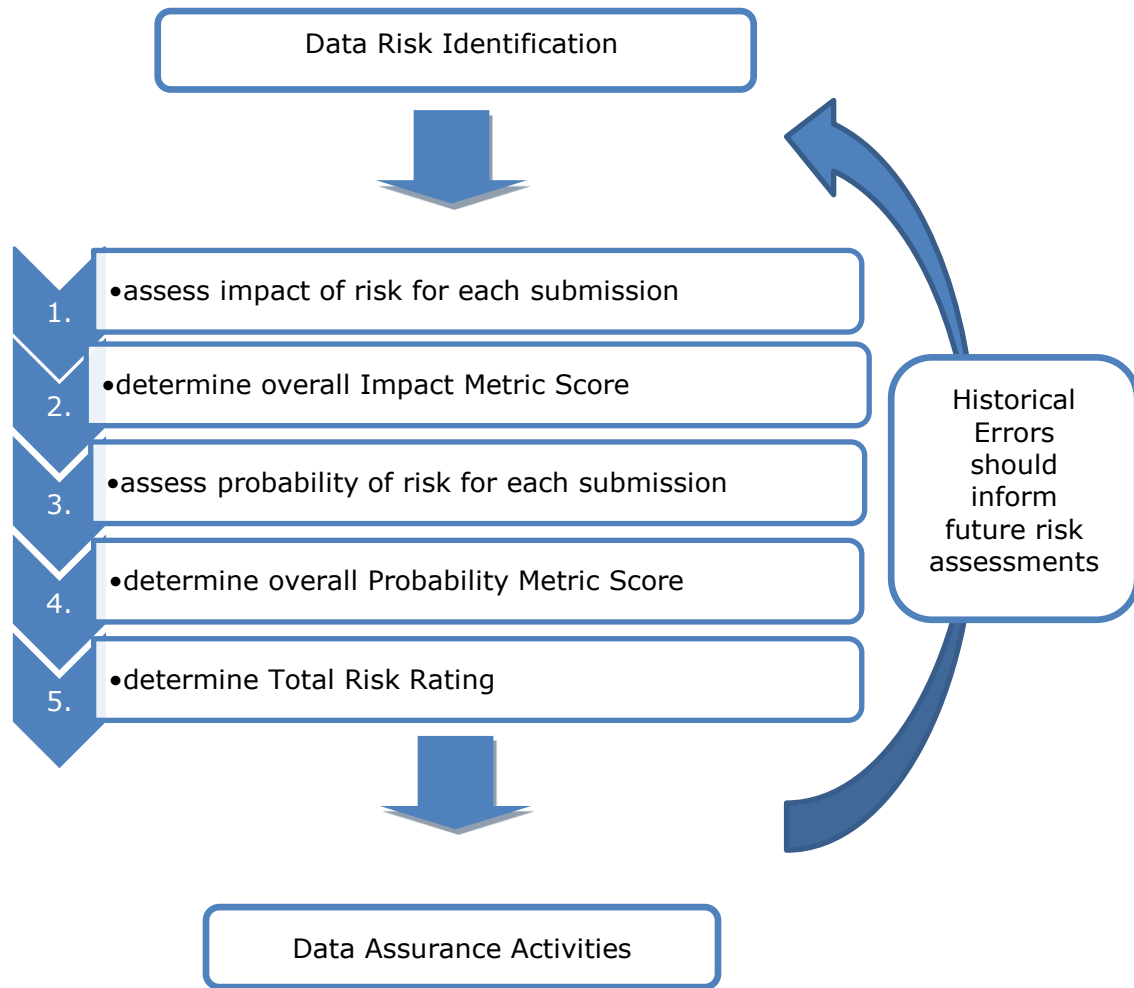 Data Risk Identification
1.
•assess impact of risk for each submission
2.
•determine overall Impact Metric Score
3.
•assess probability of risk for each submission
4.
•determine overall Probability Metric Score
5.
•determine Total Risk Rating
Historical
Errors
should
inform
future risk
assessments
Data Assurance Activities